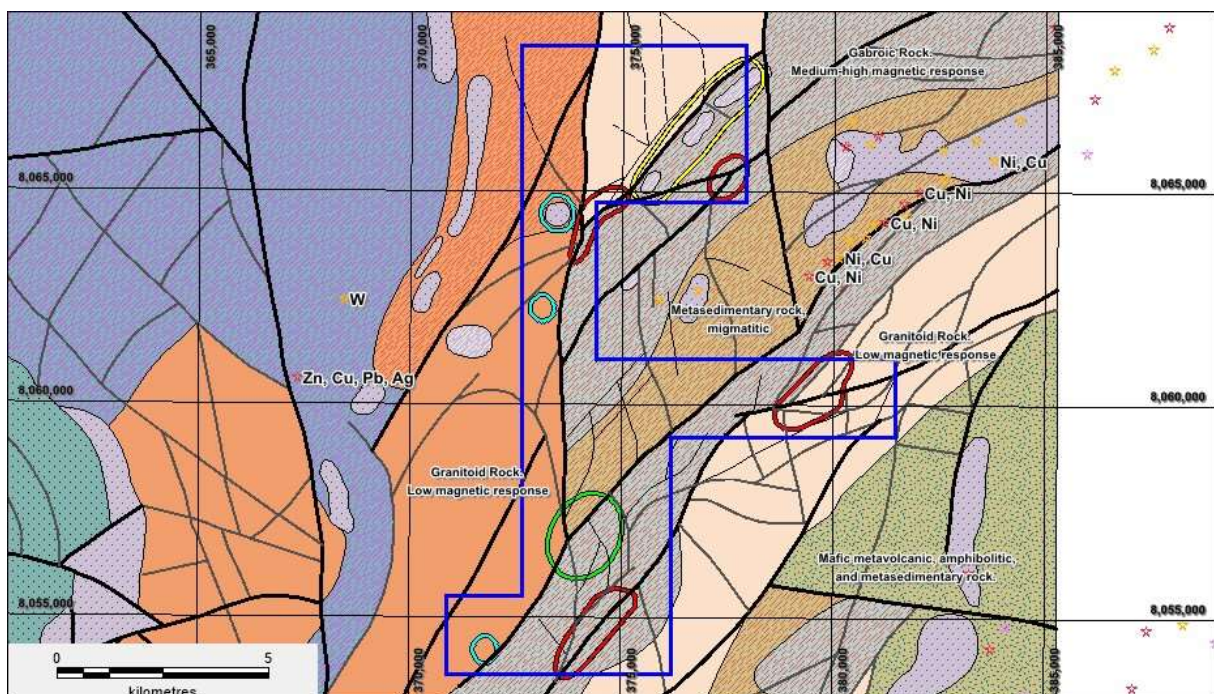 365,000
370,000
375,000
385,000
Gabroic Rock.
Medium-high magnetic response
Ni, Cu
8,065,000
8,065,000
Cu, Ni
Cu, Ni
Ni, Cu
Cu, Ni
W
Metasedimentary rock,
migmatitic
Granitoid Rock.
Low magnetic response
Zn, Cu, Pb, Ag
8,060,000
8,060,000
Granitoid Rock.
Low magnetic response
Mafic metavolcanic, amphibolitic,
and metasedimentary rock.
8,055,000
8,055,000
370,000
375,000
380,000
385,000
0 5
kilometres